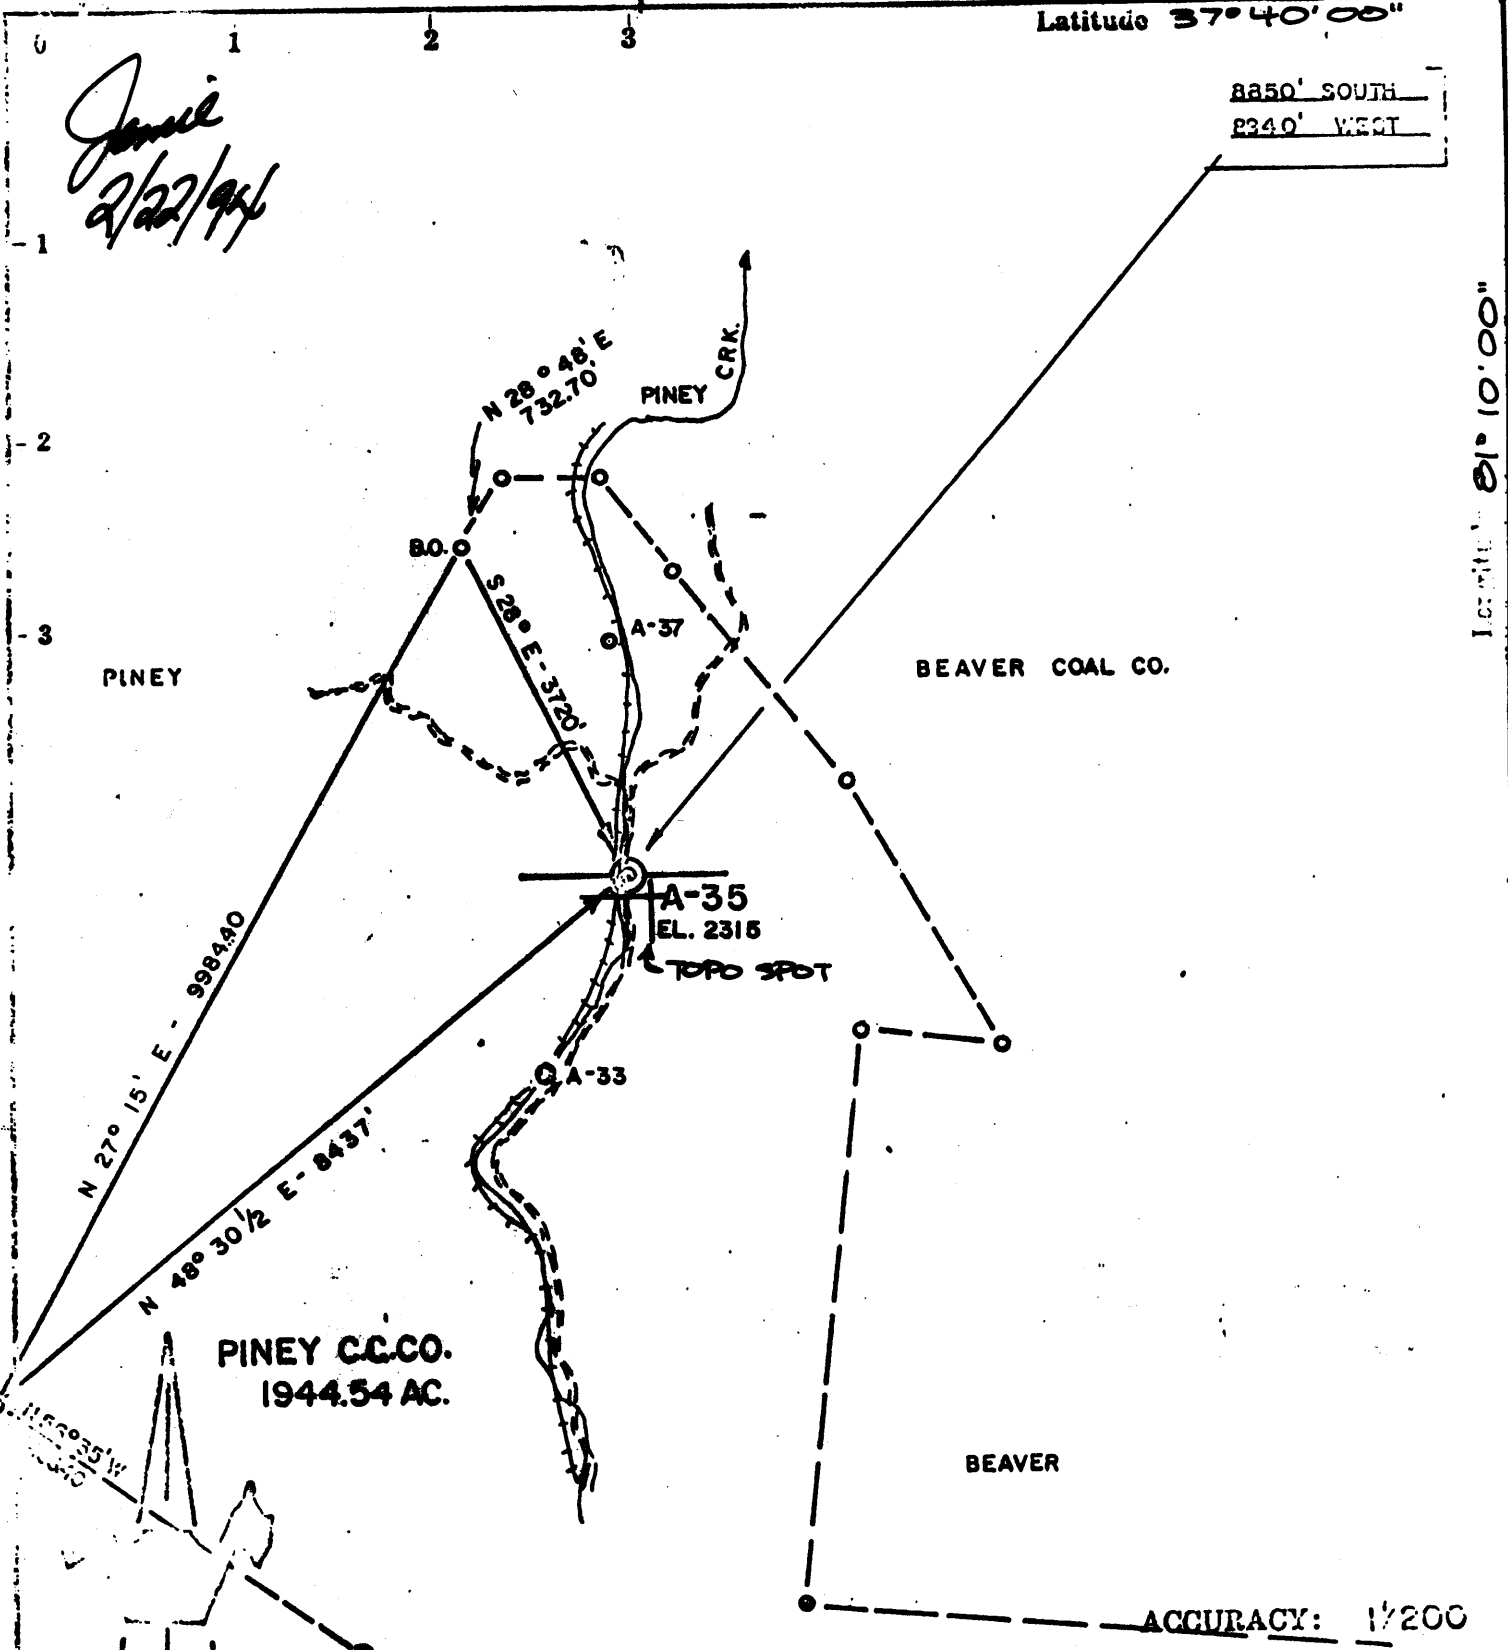 0 1 2 3
Latitude 37° 40' 00"
8850' SOUTH
8340' WEST
2/22/94
1
N 28° 48' E
732.70'
PINEY CRK.
81° 10' 00"
2
B.O.
S 28° E - 3720'
A-37
3
PINEY
BEAVER COAL CO.
A-35
EL. 2315
TOPO SPOT
N 27° 15' E - 9984.40
A-33
N 48° 30 1/2 E - 8437'
PINEY C.C.CO.
1944.54 AC.
BEAVER
ACCURACY: 1/200